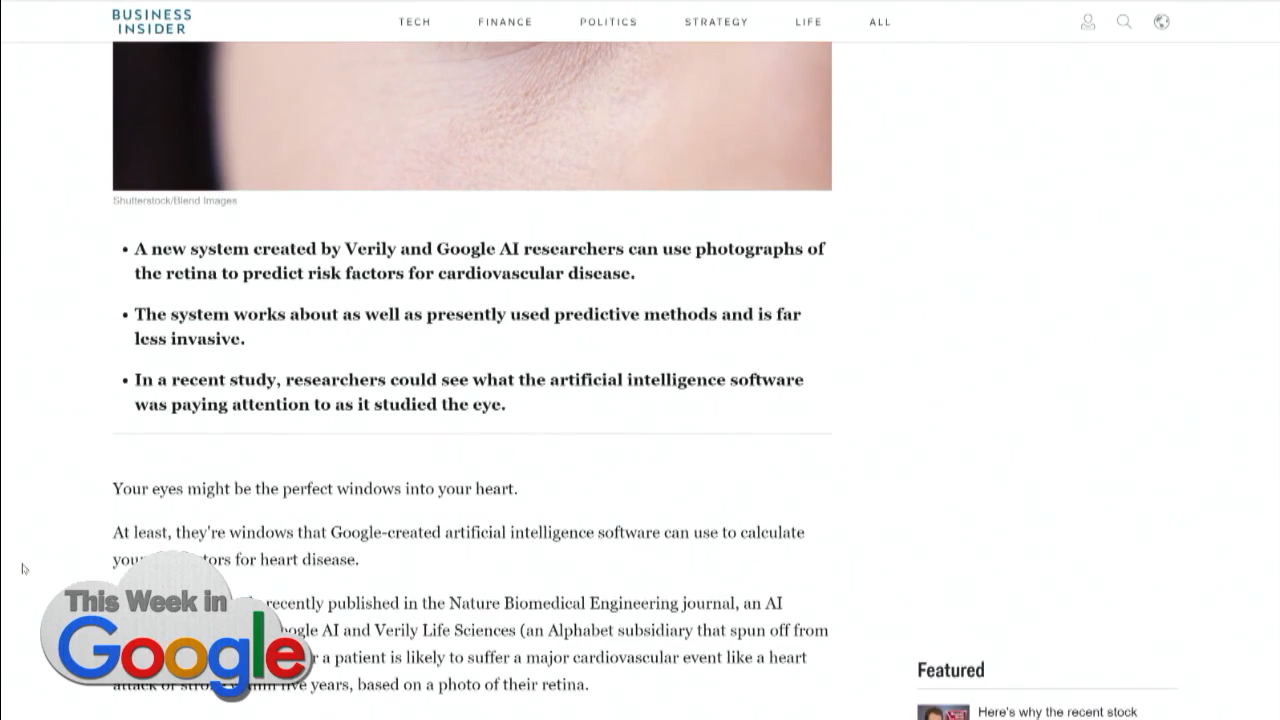 BUSINESS
INSIDER
TECH FINANCE POLITICS STRATEGY LIFE ALL
Shutterstock/Blend Images
• A new system created by Verily and Google AI researchers can use photographs of
the retina to predict risk factors for cardiovascular disease.
• The system works about as well as presently used predictive methods and is far
less invasive.
• In a recent study, researchers could see what the artificial intelligence software
was paying attention to as it studied the eye.
Your eyes might be the perfect windows into your heart.
At least, they're windows that Google-created artificial intelligence software can use to calculate
for heart disease.
recently published in the Nature Biomedical Engineering journal, an AI
AI and Verily Life Sciences (an Alphabet subsidiary that spun off from
a patient is likely to suffer a major cardiovascular event like a heart
years, based on a photo of their retina.
This Week in
Google
Featured
Here's why the recent stock